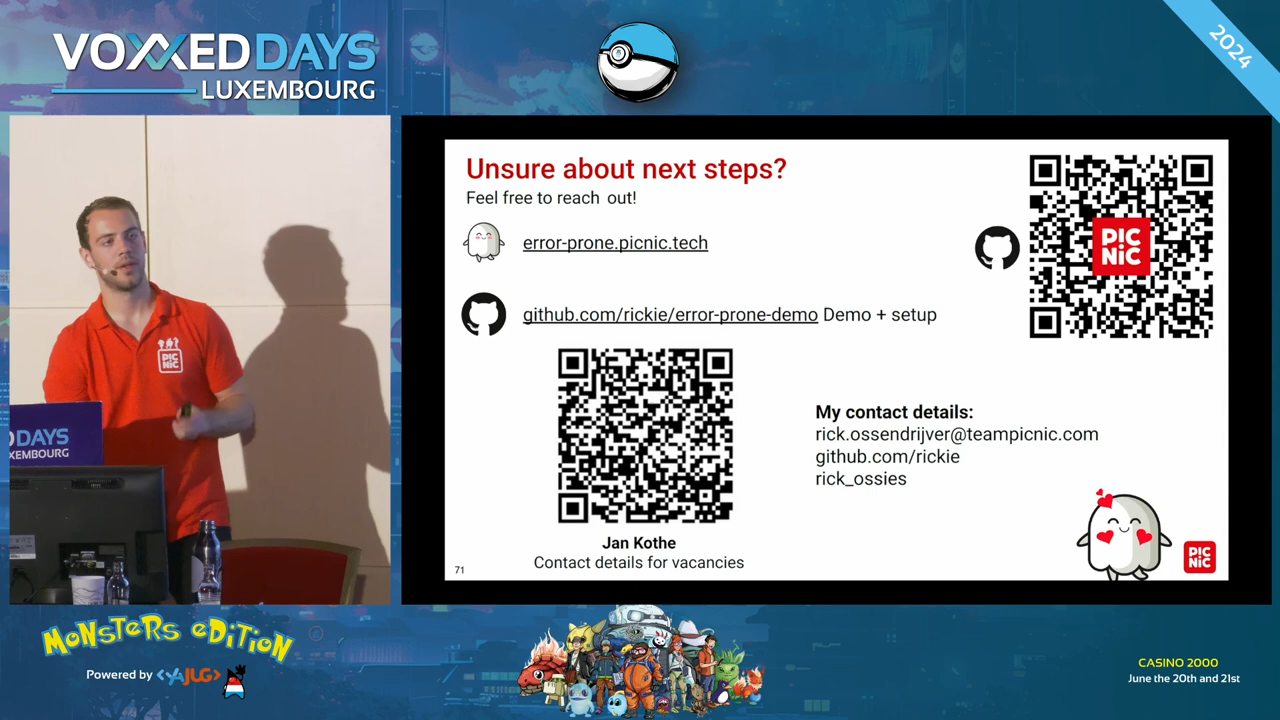 VOXXED DAYS
LUXEMBOURG
2024
Unsure about next steps?
Feel free to reach out!
error-prone.picnic.tech
github.com/rickie/error-prone-demo Demo + setup
PIC
NiC
Jan Kothe
Contact details for vacancies
My contact details:
rick.ossendrijver@teampicnic.com
github.com/rickie
rick_ossies
71
PIC
NiC
PIC
NiC
DAYS
XEMBOURG
MONSTERS EDITION
Powered by <YAJUG>
CASINO 2000
June the 20th and 21st